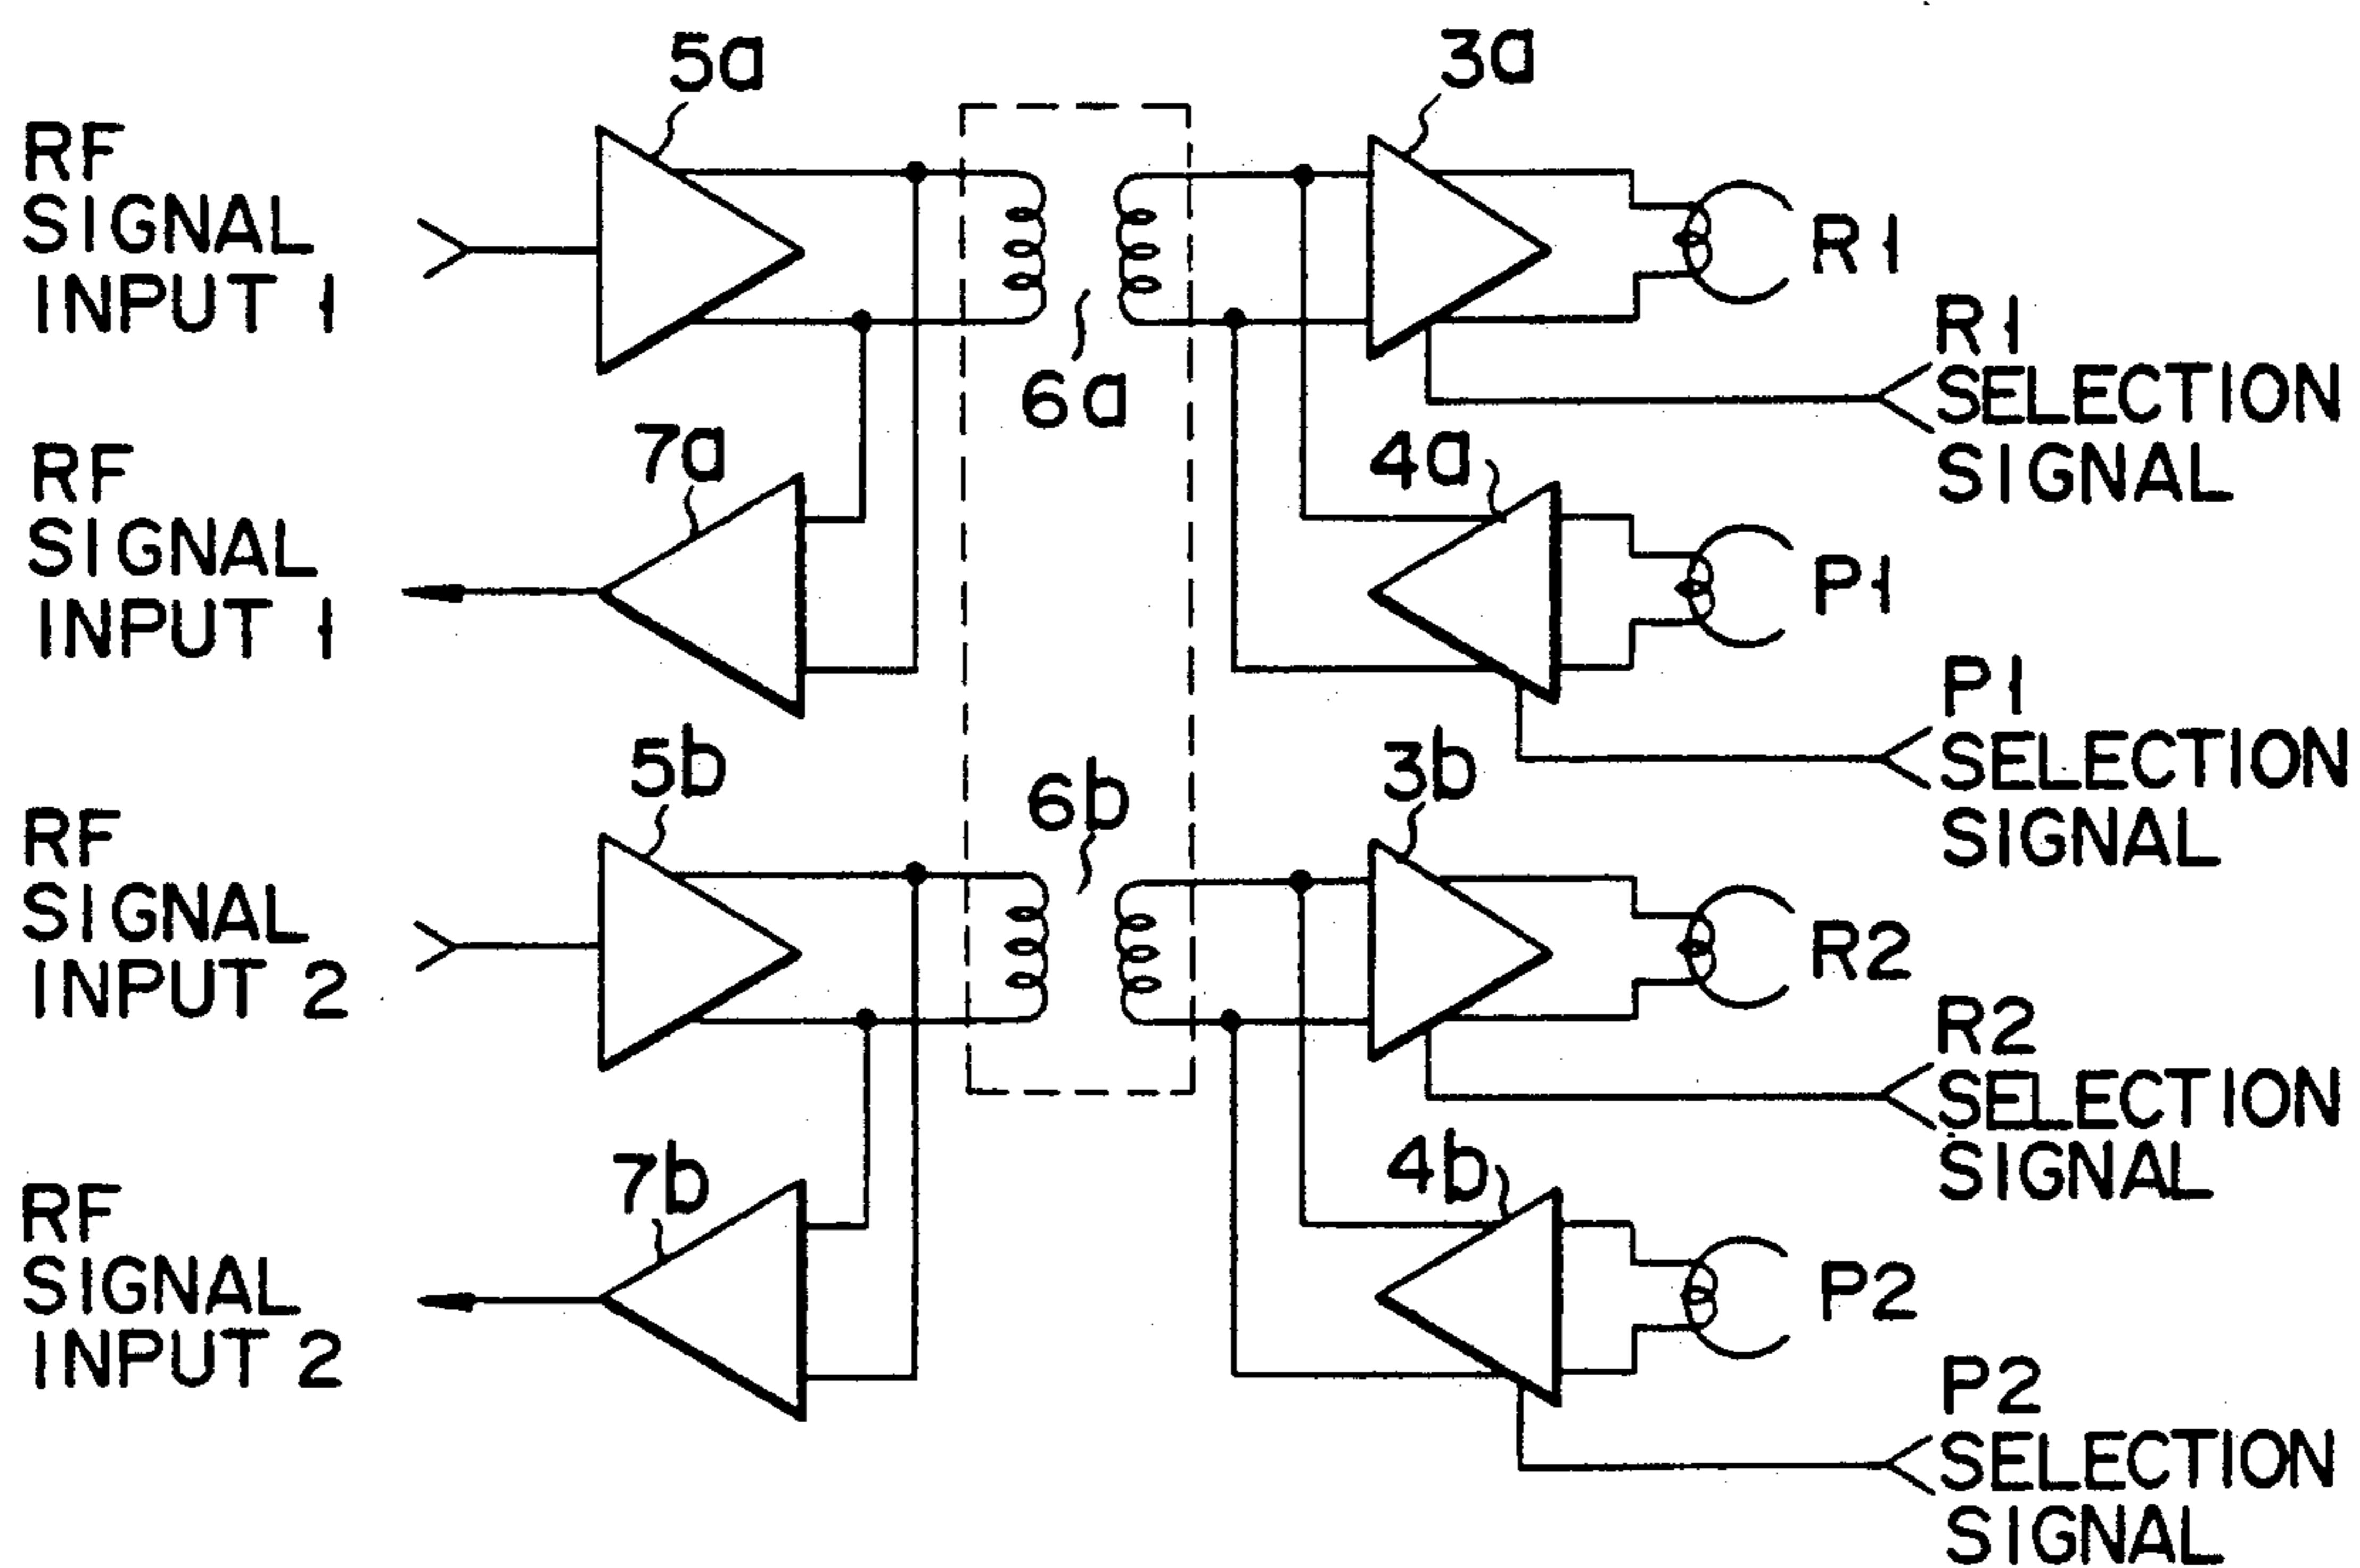 5a
3a
RF
SIGNAL
INPUT 1
R1
R1
SELECTION
SIGNAL
6a
7a
4a
RF
SIGNAL
INPUT 1
P1
P1
SELECTION
SIGNAL
5b
6b
3b
RF
SIGNAL
INPUT 2
R2
R2
SELECTION
SIGNAL
7b
4b
RF
SIGNAL
INPUT 2
P2
P2
SELECTION
SIGNAL